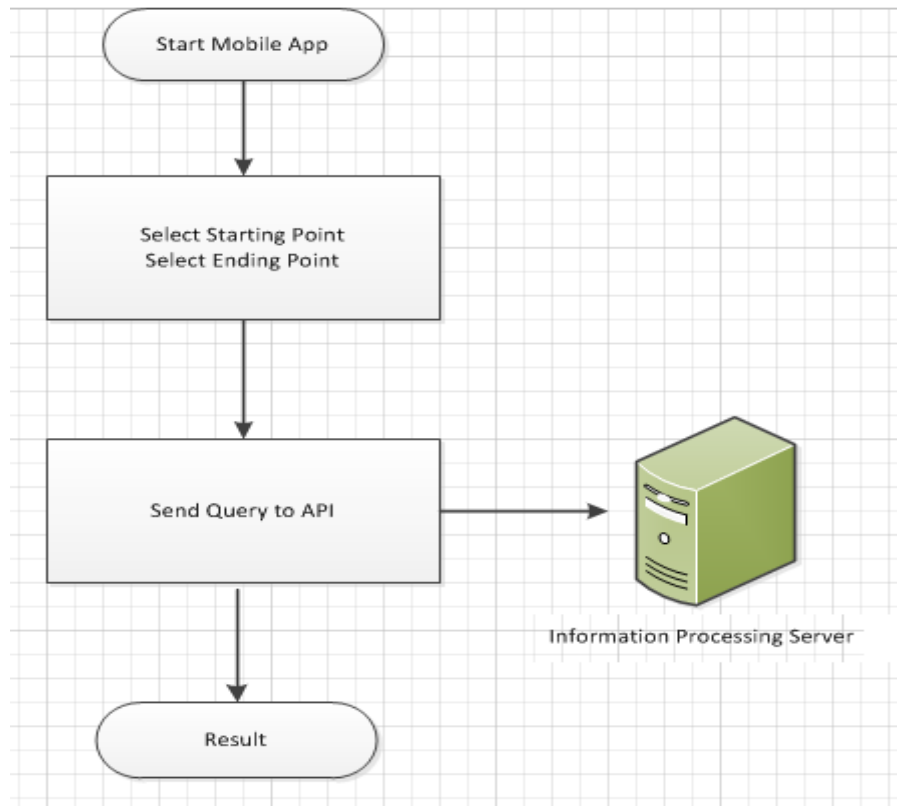 Start Mobile App
Select Starting Point
Select Ending Point
Send Query to API
Information Processing Server
Result